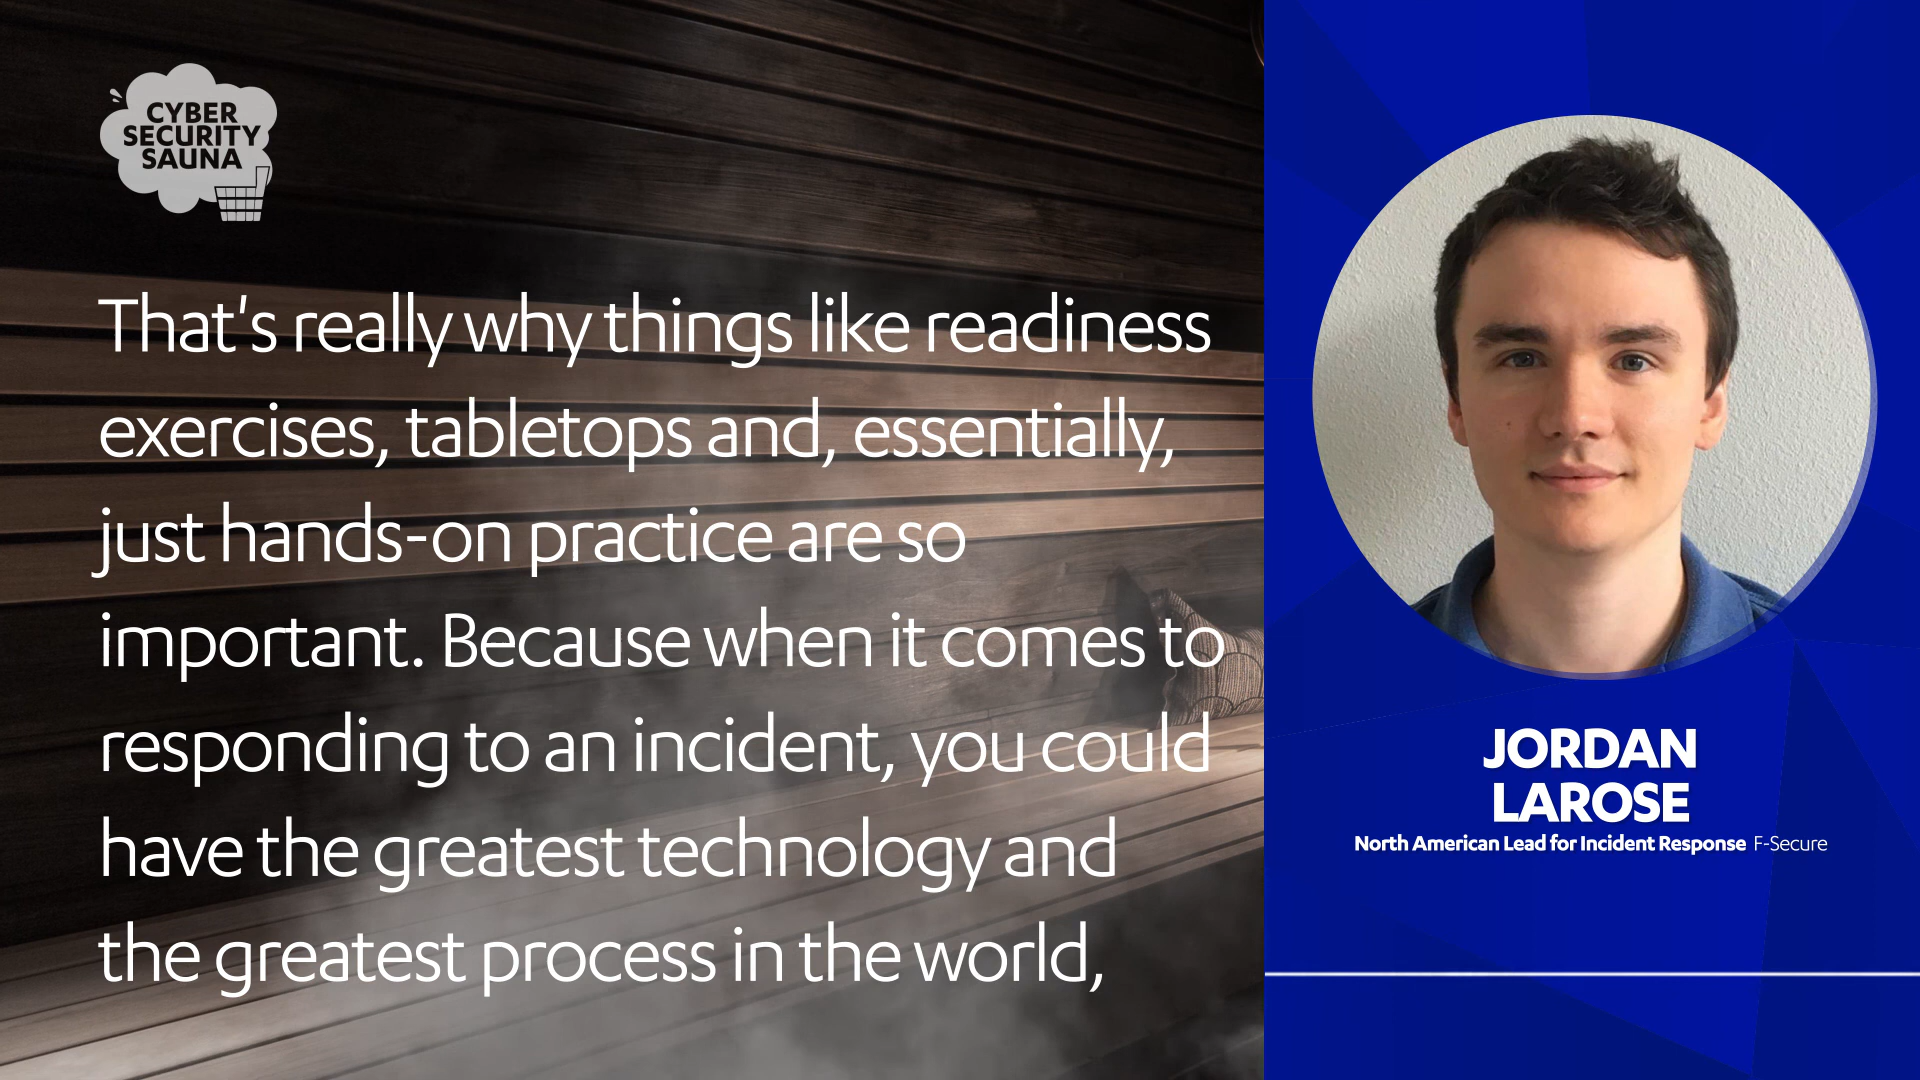 CYBER
SECURITY
SAUNA
That's really why things like readiness
exercises, tabletops and, essentially,
just hands-on practice are so
important. Because when it comes to
responding to an incident, you could
have the greatest technology and
the greatest process in the world,
JORDAN
LAROSE
North American Lead for Incident Response F-Secure